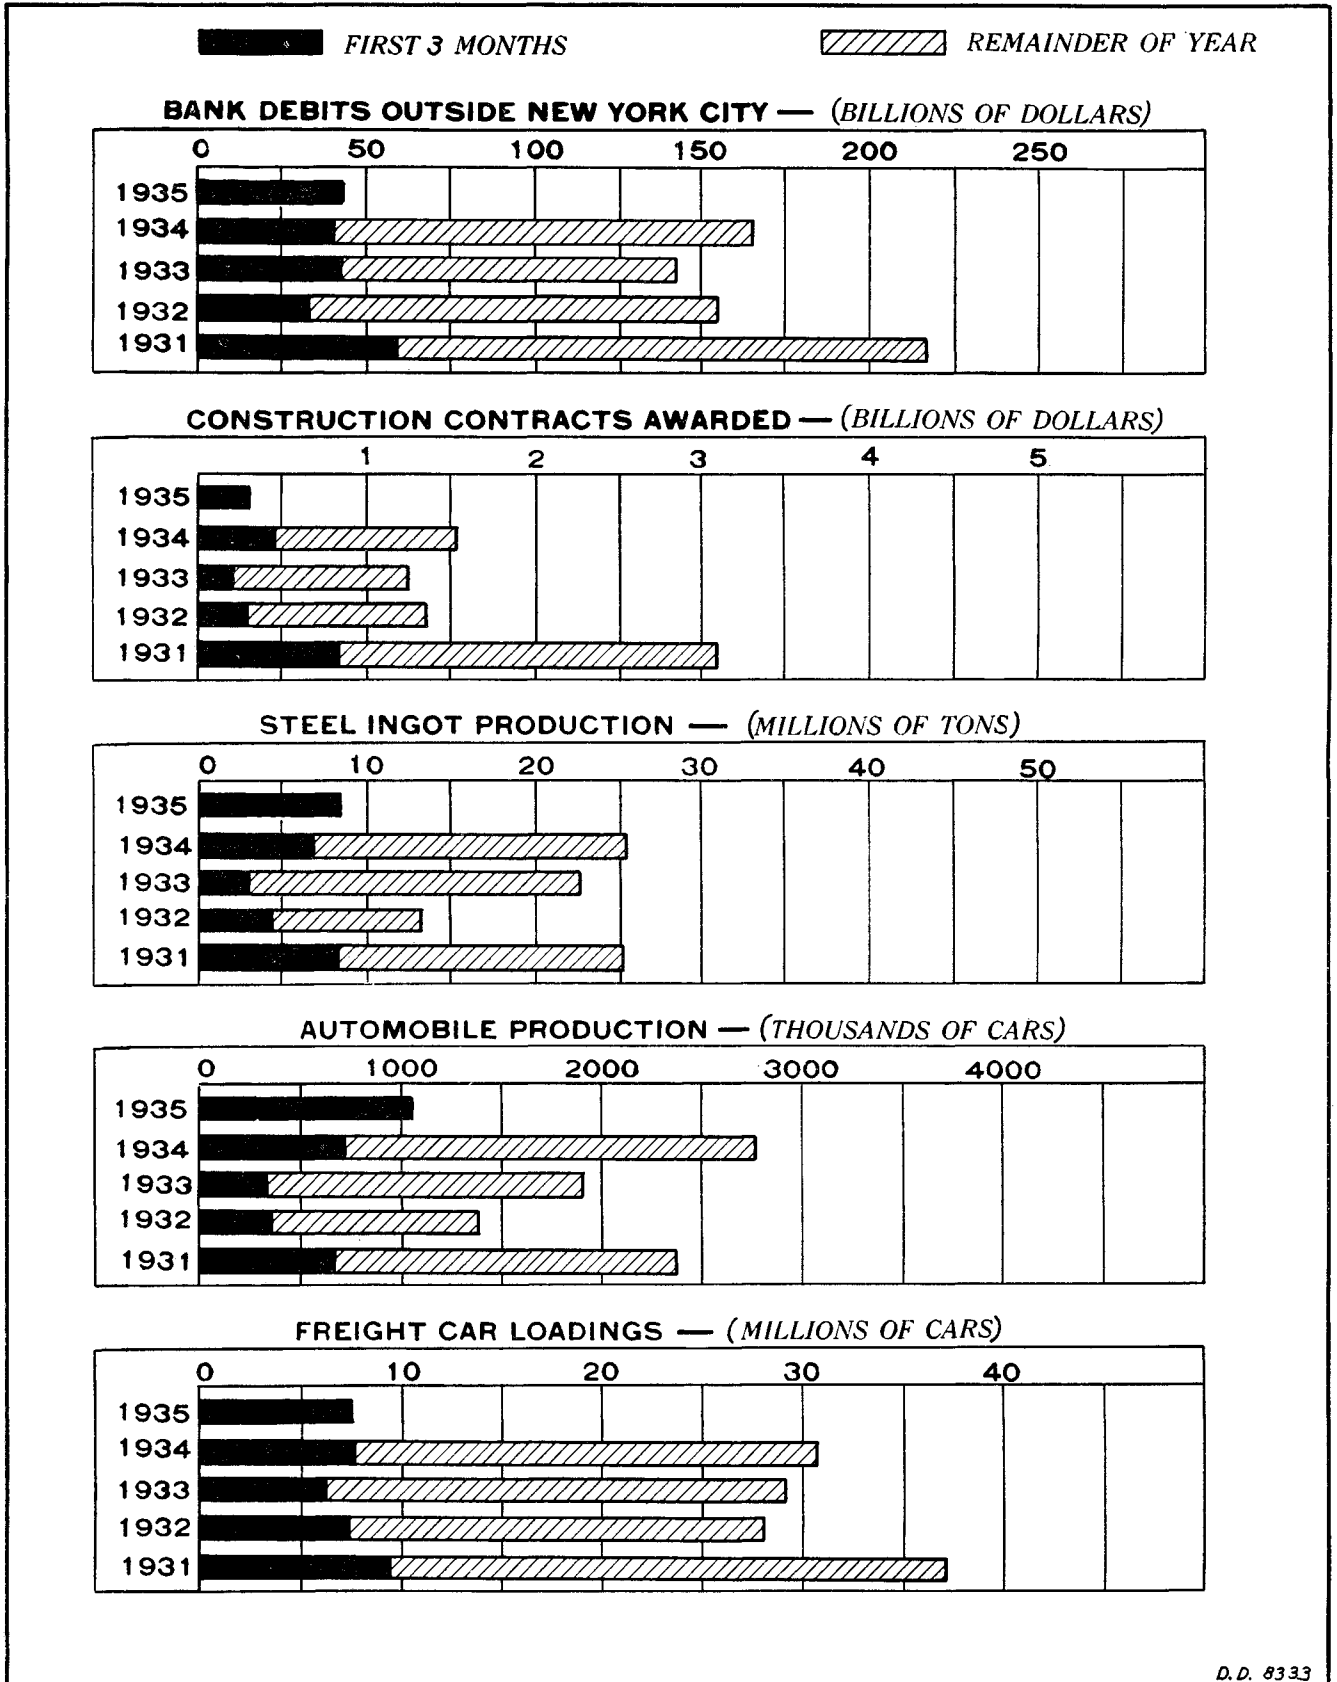 FIRST 3 MONTHS REMAINDER OF YEAR
BANK DEBITS OUTSIDE NEW YORK CITY — (BILLIONS OF DOLLARS)
0 50 100 150 200 250
1935
1934
1933
1932
1931
CONSTRUCTION CONTRACTS AWARDED — (BILLIONS OF DOLLARS)
1 2 3 4 5
1935
1934
1933
1932
1931
STEEL INGOT PRODUCTION — (MILLIONS OF TONS)
0 10 20 30 40 50
1935
1934
1933
1932
1931
AUTOMOBILE PRODUCTION — (THOUSANDS OF CARS)
0 1000 2000 3000 4000
1935
1934
1933
1932
1931
FREIGHT CAR LOADINGS — (MILLIONS OF CARS)
0 10 20 30 40
1935
1934
1933
1932
1931
D.D. 8333